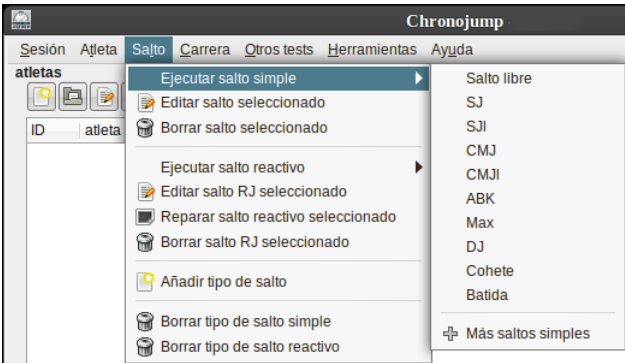 Chronojump
Sesión Atleta Salto Carrera Otros tests Herramientas Ayuda
atletas
ID atleta
Ejecutar salto simple
Editar salto seleccionado
Borrar salto seleccionado
Ejecutar salto reactivo
Editar salto RJ seleccionado
Reparar salto reactivo seleccionado
Borrar salto RJ seleccionado
Añadir tipo de salto
Borrar tipo de salto simple
Borrar tipo de salto reactivo
Salto libre
SJ
SJl
CMJ
CMJl
ABK
Max
DJ
Cohete
Batida
Más saltos simples